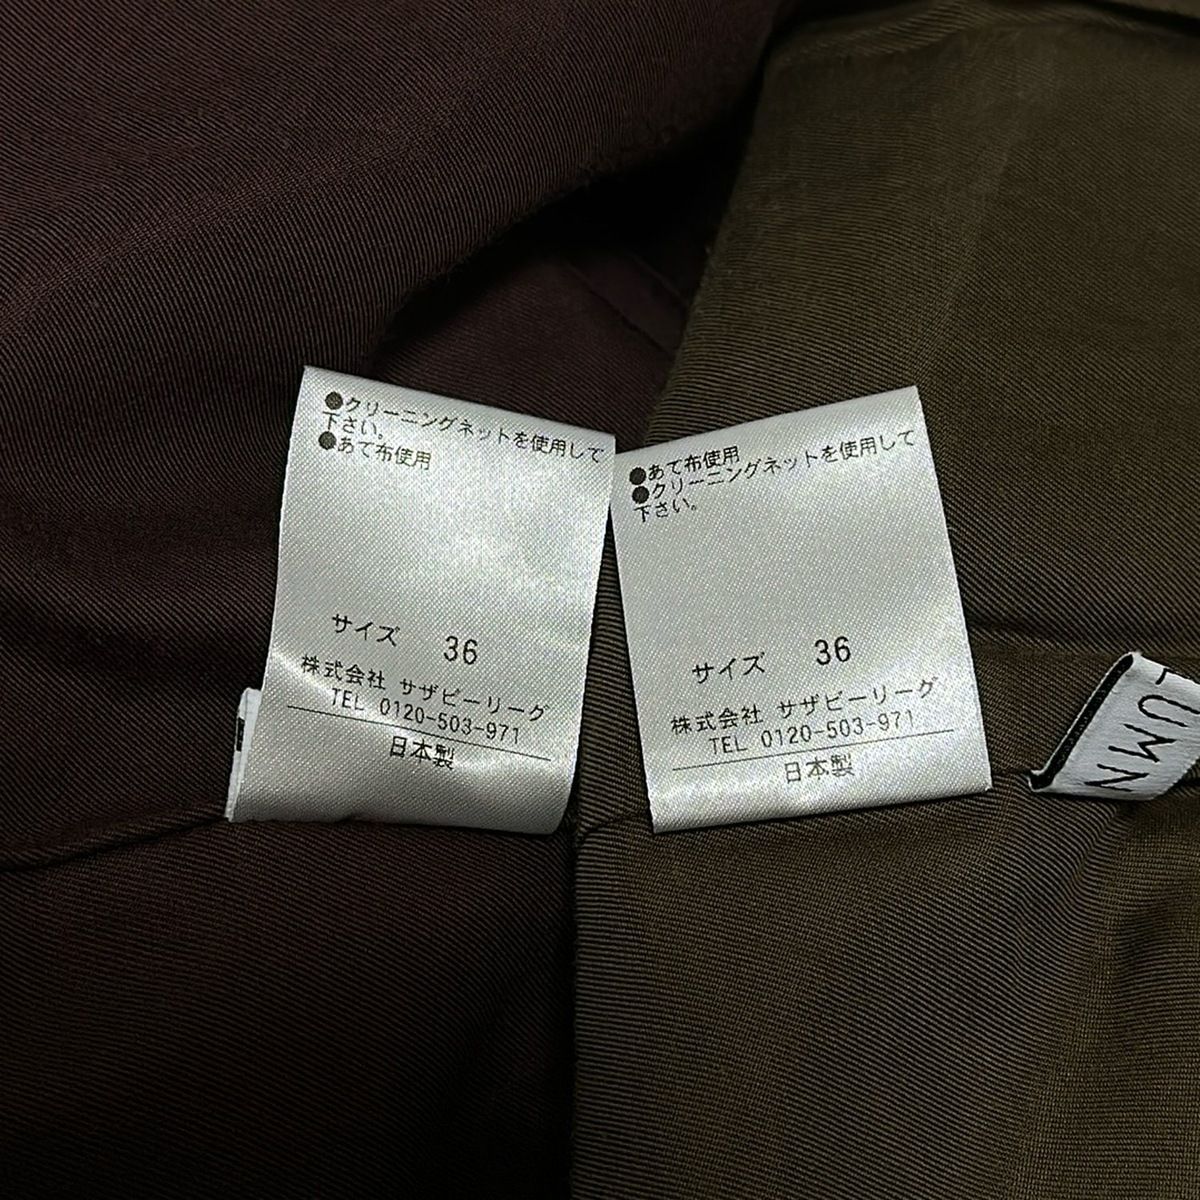 ●クリーニングネットを使用して
下さい。
●あて布使用
サイズ 36
株式会社 サザビーリーグ
TEL 0120-503-971
日本製
●あて布使用
●クリーニングネットを使用して
下さい。
サイズ 36
株式会社 サザビーリーグ
TEL 0120-503-971
日本製
UMN